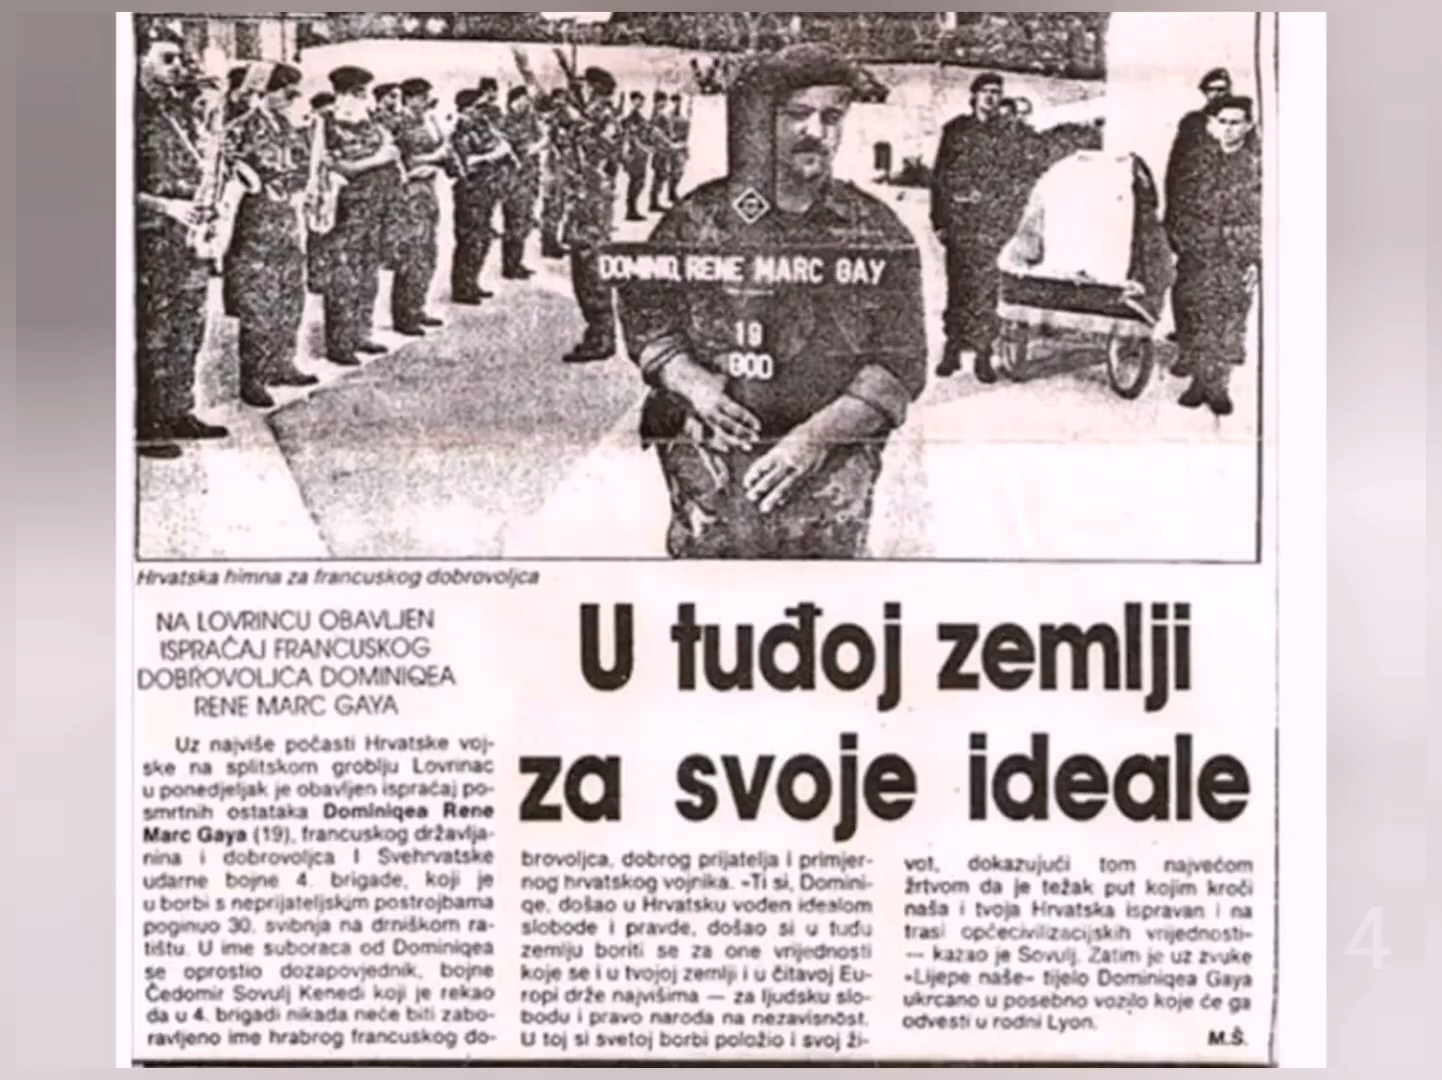 DOMINIQ RENE MARC GAY
19
Hrvatska himna za francuskog dobrovoljca
NA LOVRINCU OBAVLJEN
ISPRAĆAJ FRANCUSKOG
DOBROVOLJCA DOMINIQEA
RENE MARC GAYA
U tuđoj zemlji
za svoje ideale
Uz najviše počasti Hrvatske voj-
ske na splitskom groblju Lovrinac
u ponedjeljak je obavljen ispraćaj po-
smrtnih ostataka Dominiqea Rene
Marc Gaya (19), francuskog državlja-
nina i dobrovoljca I Svehrvatske
udarne bojne 4. brigade, koji je
u borbi s neprijateljskim postrojbama
poginuo 30. svibnja na drniškom ra-
tištu. U ime suboraca od Dominiqea
se oprostio dozapovjednik, bojne
Čedomir Sovulj Kenedi koji je rekao
da u 4. brigadi nikada neće biti zabo-
ravljeno ime hrabrog francuskog do-
brovoljca, dobrog prijatelja i primjer-
nog hrvatskog vojnika. »Ti si, Domini-
qe, došao u Hrvatsku vođen idealom
slobode i pravde, došao si u tuđu
zemlju boriti se za one vrijednosti
koje se i u tvojoj zemlji i u čitavoj Eu-
ropi drže najvišima — za ljudsku slo-
bodu i pravo naroda na nezavisnost.
U toj si svetoj borbi položio i svoj ži-
vot, dokazujući tom najvećom
žrtvom da je težak put kojim kroči
naša i tvoja Hrvatska ispravan i na
trasi općecivilizacijskih vrijednosti«
— kazao je Sovulj. Zatim je uz zvuke
»Lijepe naše« tijelo Dominiqea Gaya
ukrcano u posebno vozilo koje će ga
odvesti u rodni Lyon.
M.Š.
4